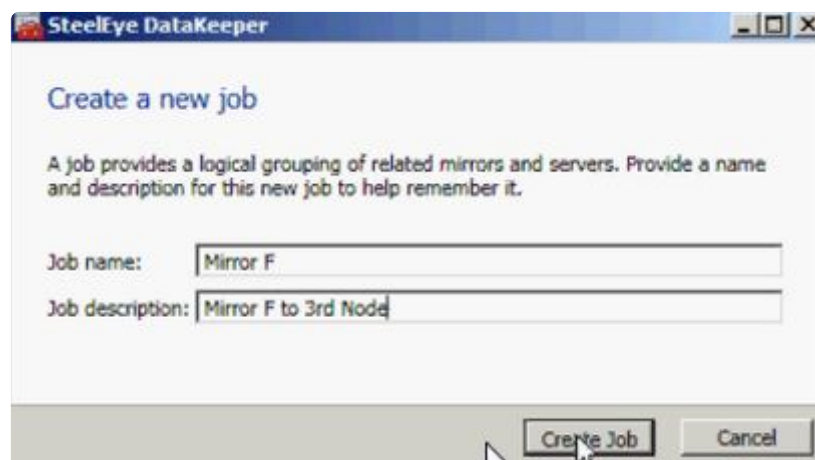 SteelEye DataKeeper
Create a new job
A job provides a logical grouping of related mirrors and servers. Provide a name
and description for this new job to help remember it.
Job name: Mirror F
Job description: Mirror F to 3rd Node
Create Job Cancel